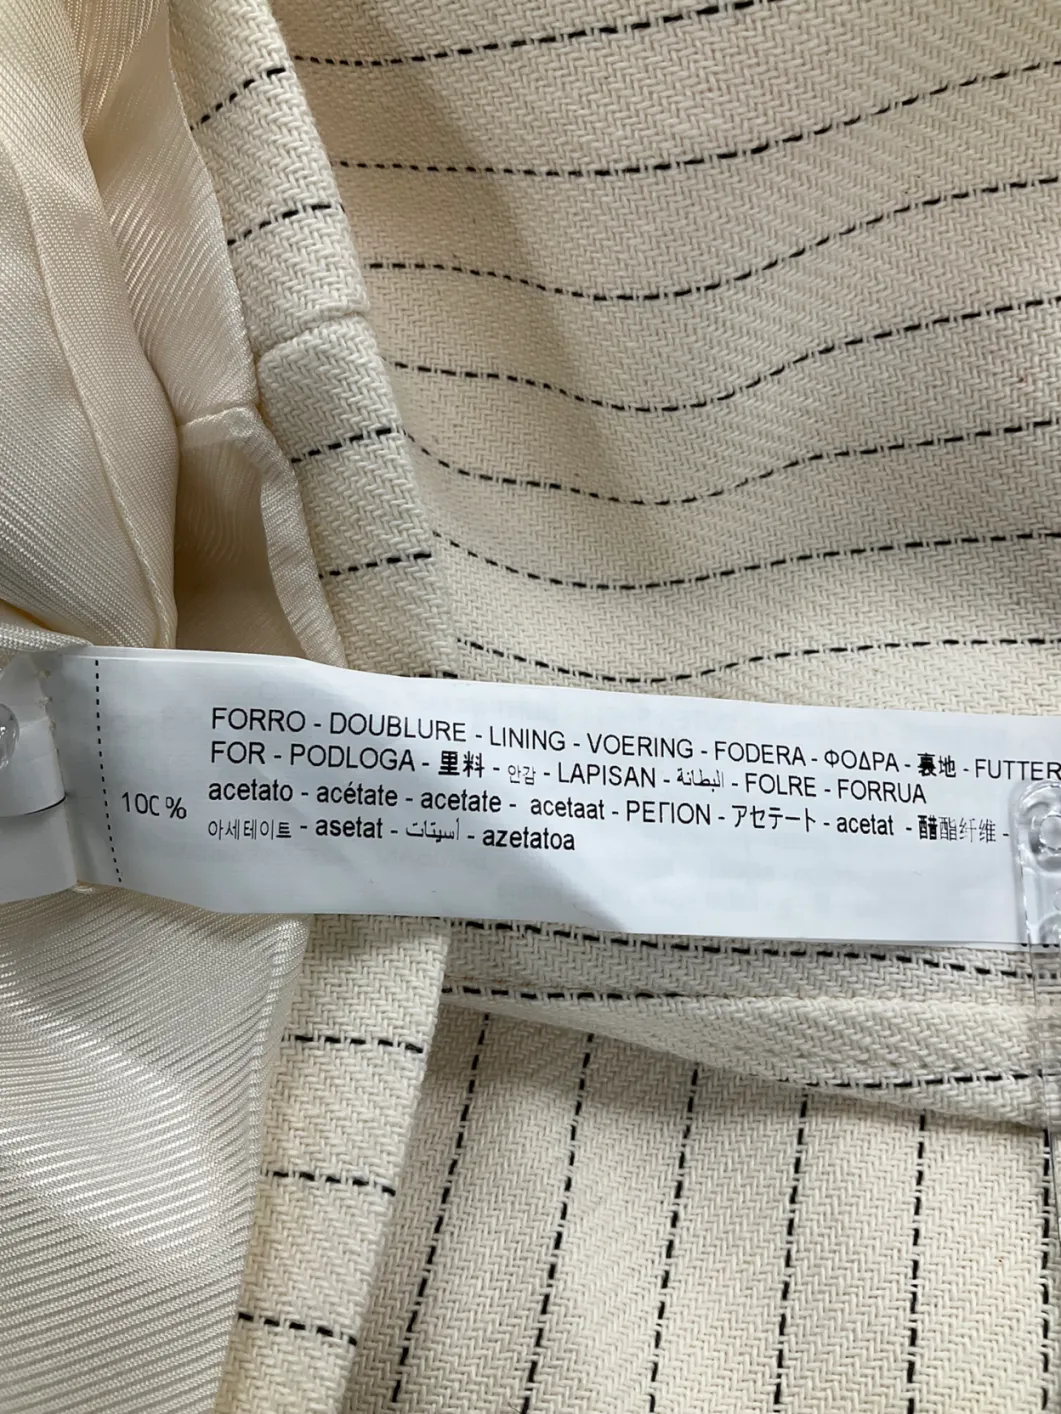 FORRO - DOUBLURE - LINING - VOERING - FODERA - ΦΟΔΡΑ - 裏地 - FUTTER
FOR - PODLOGA - 里料 - 안감 - LAPISAN - البطانة - FOLRE - FORRUA
100 %
acetato - acétate - acetate - acetaat - ΡΕΓΙΟΝ - アセテート - acetat - 醋酯纤维 -
아세테이트 - asetat - أسيتات - azetatoa